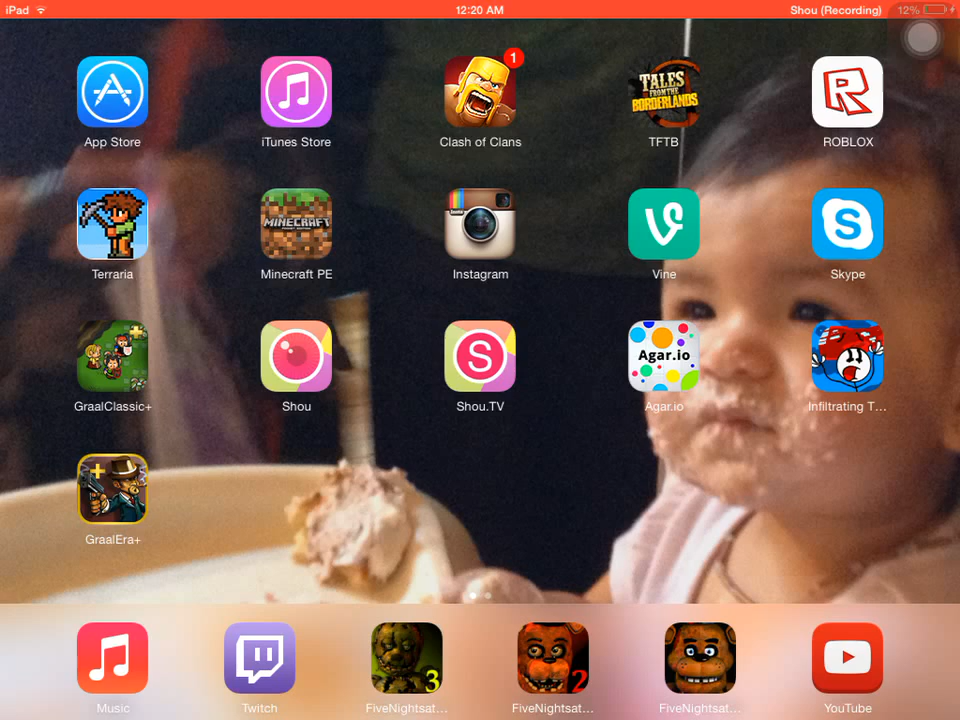 iPad 12:20 AM Shou (Recording) 12%
1
TALES
FROM THE
BORDERLANDS
R
App Store iTunes Store Clash of Clans TFTB ROBLOX
MINECRAFT
S
Terraria Minecraft PE Instagram Vine Skype
S
Agar.io
GraalClassic+ Shou Shou.TV Agar.io Infiltrating T...
GraalEra+
3 2
Music Twitch FiveNightsat... FiveNightsat... FiveNightsat... YouTube